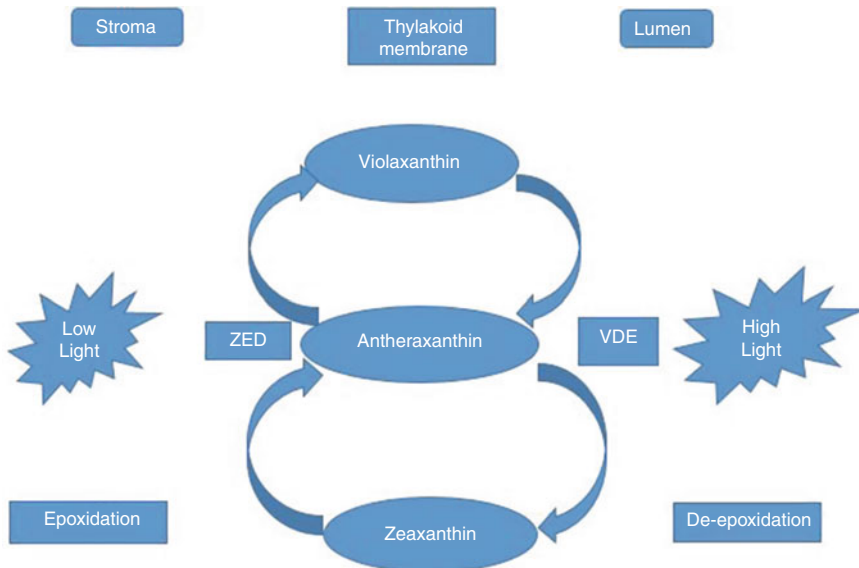 Stroma
Thylakoid
membrane
Lumen
Violaxanthin
Low
Light
ZED
Antheraxanthin
VDE
High
Light
Epoxidation
Zeaxanthin
De-epoxidation